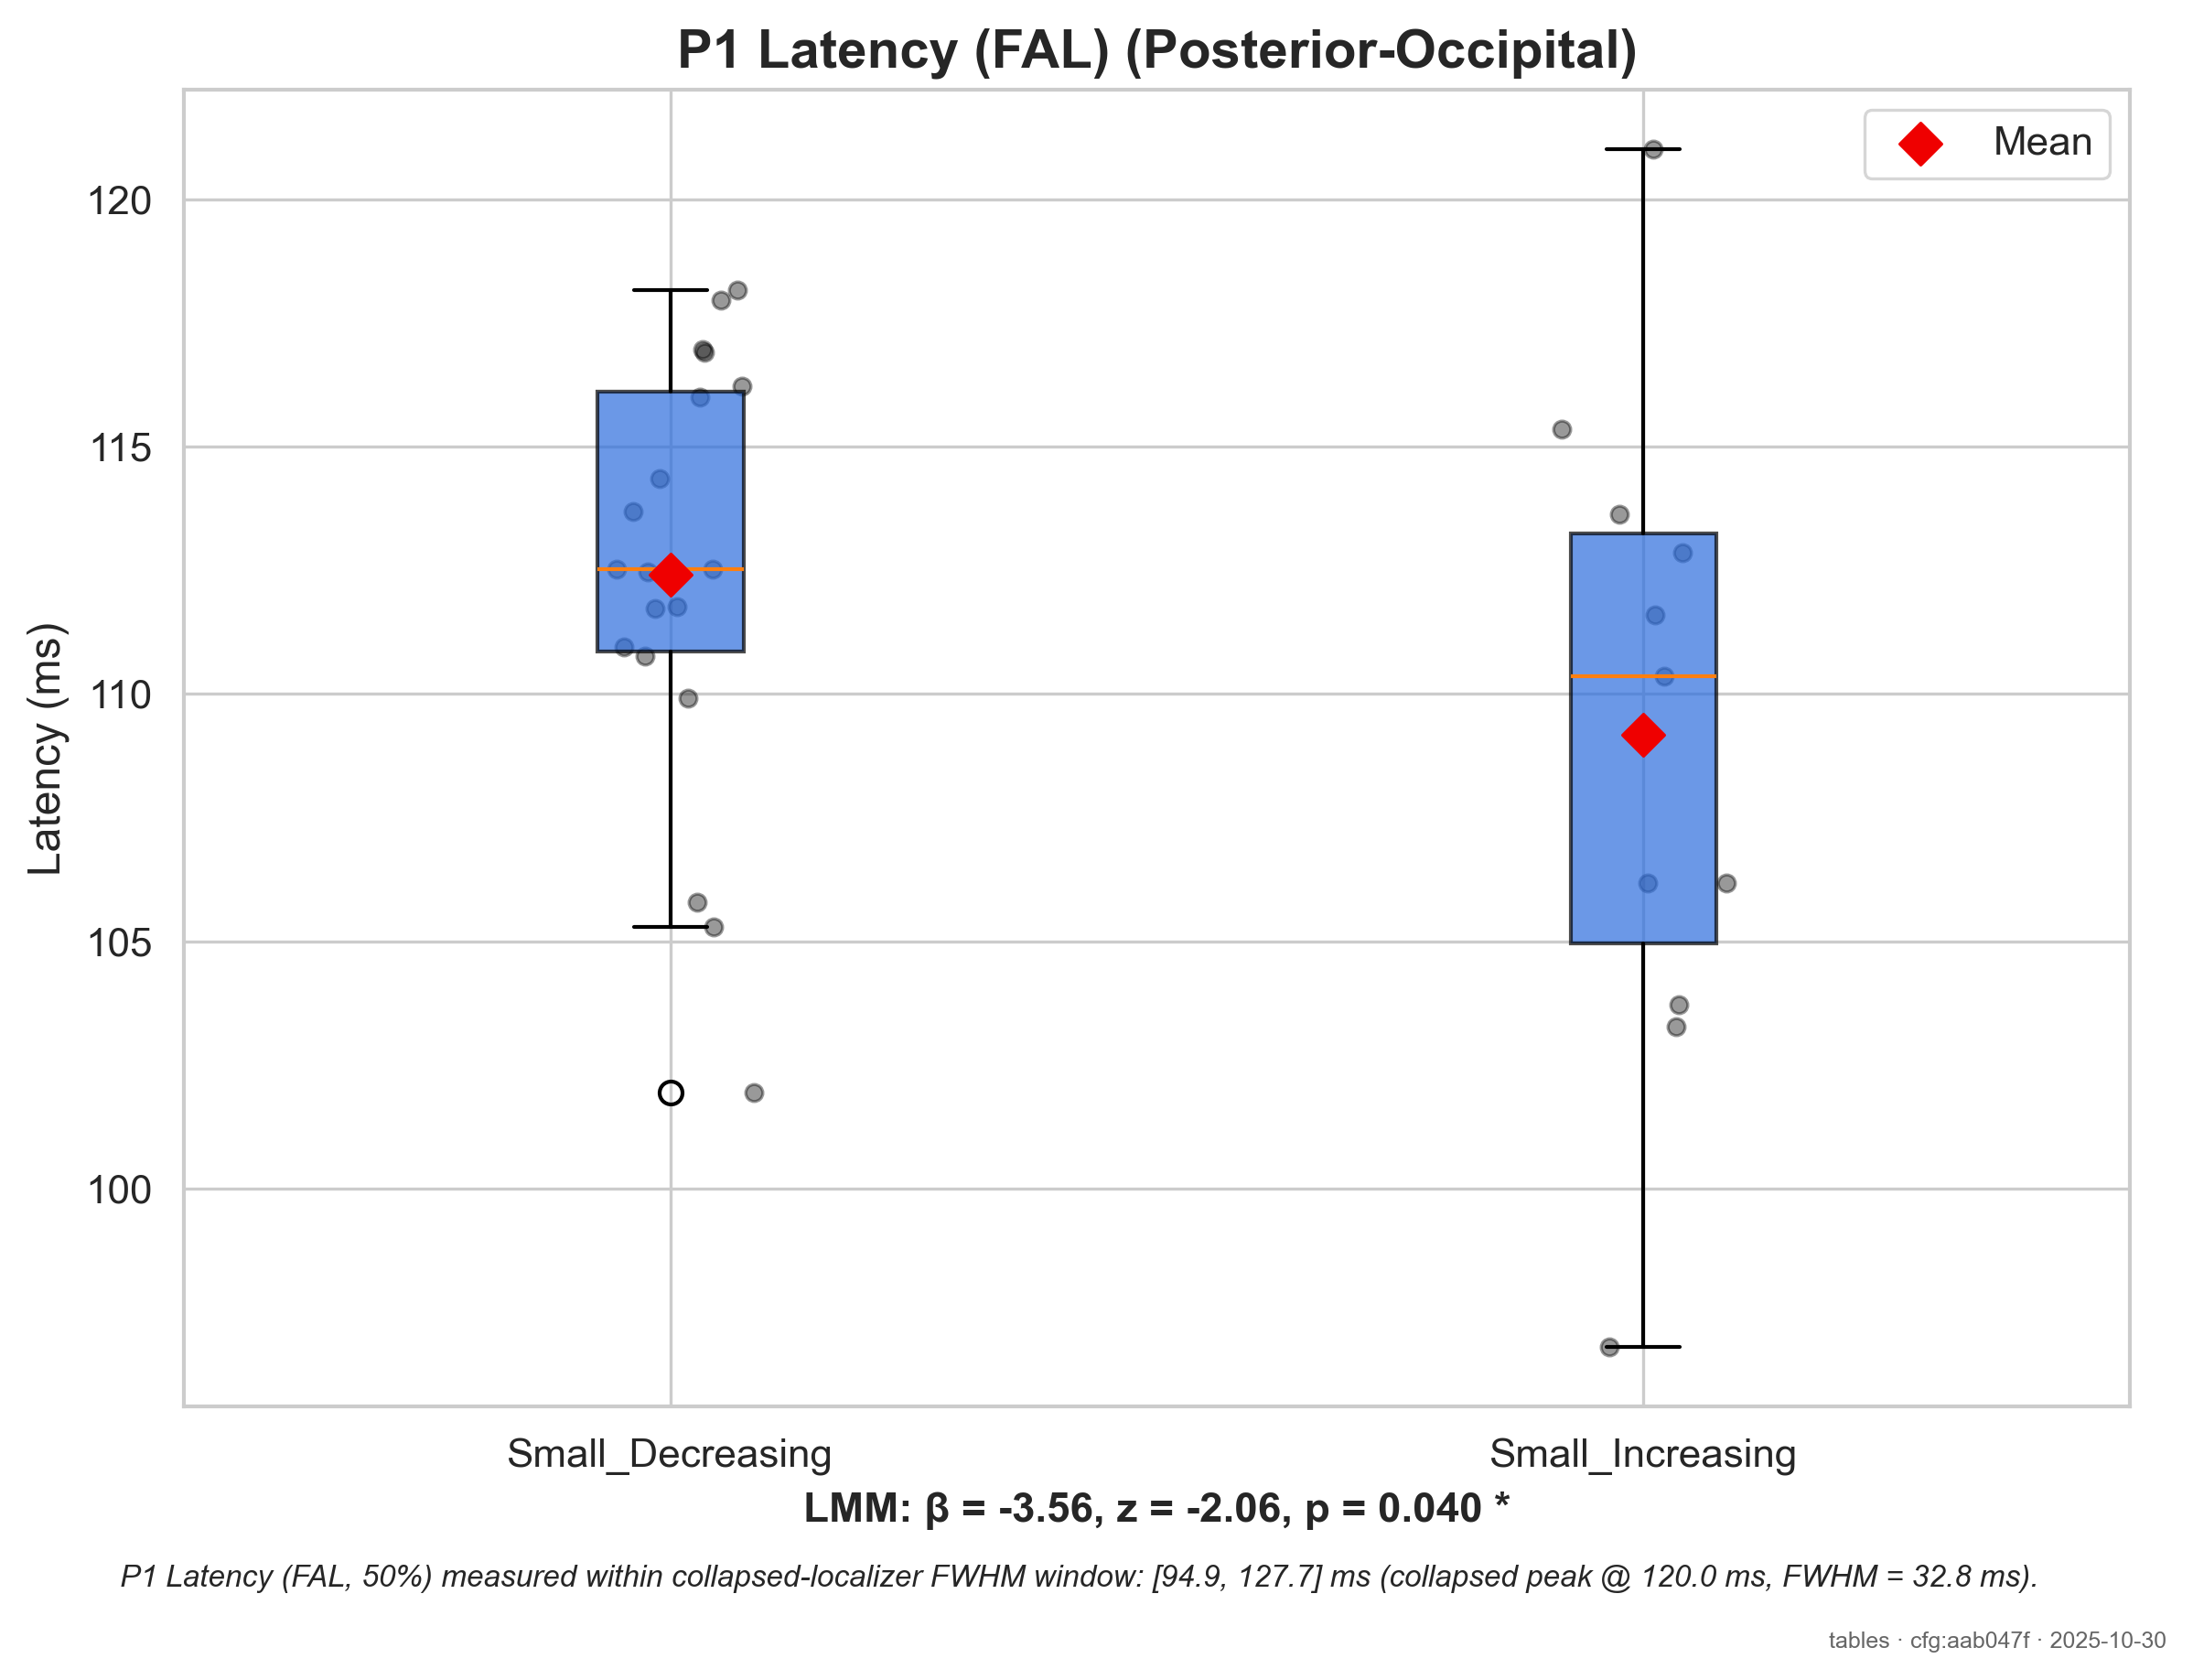 P1 Latency (FAL) (Posterior-Occipital)
Mean
120
115
110
105
100
Latency (ms)
Small_Decreasing
Small_Increasing
LMM: β = -3.56, z = -2.06, p = 0.040 *
P1 Latency (FAL, 50%) measured within collapsed-localizer FWHM window: [94.9, 127.7] ms (collapsed peak @ 120.0 ms, FWHM = 32.8 ms).
tables · cfg:aab047f · 2025-10-30